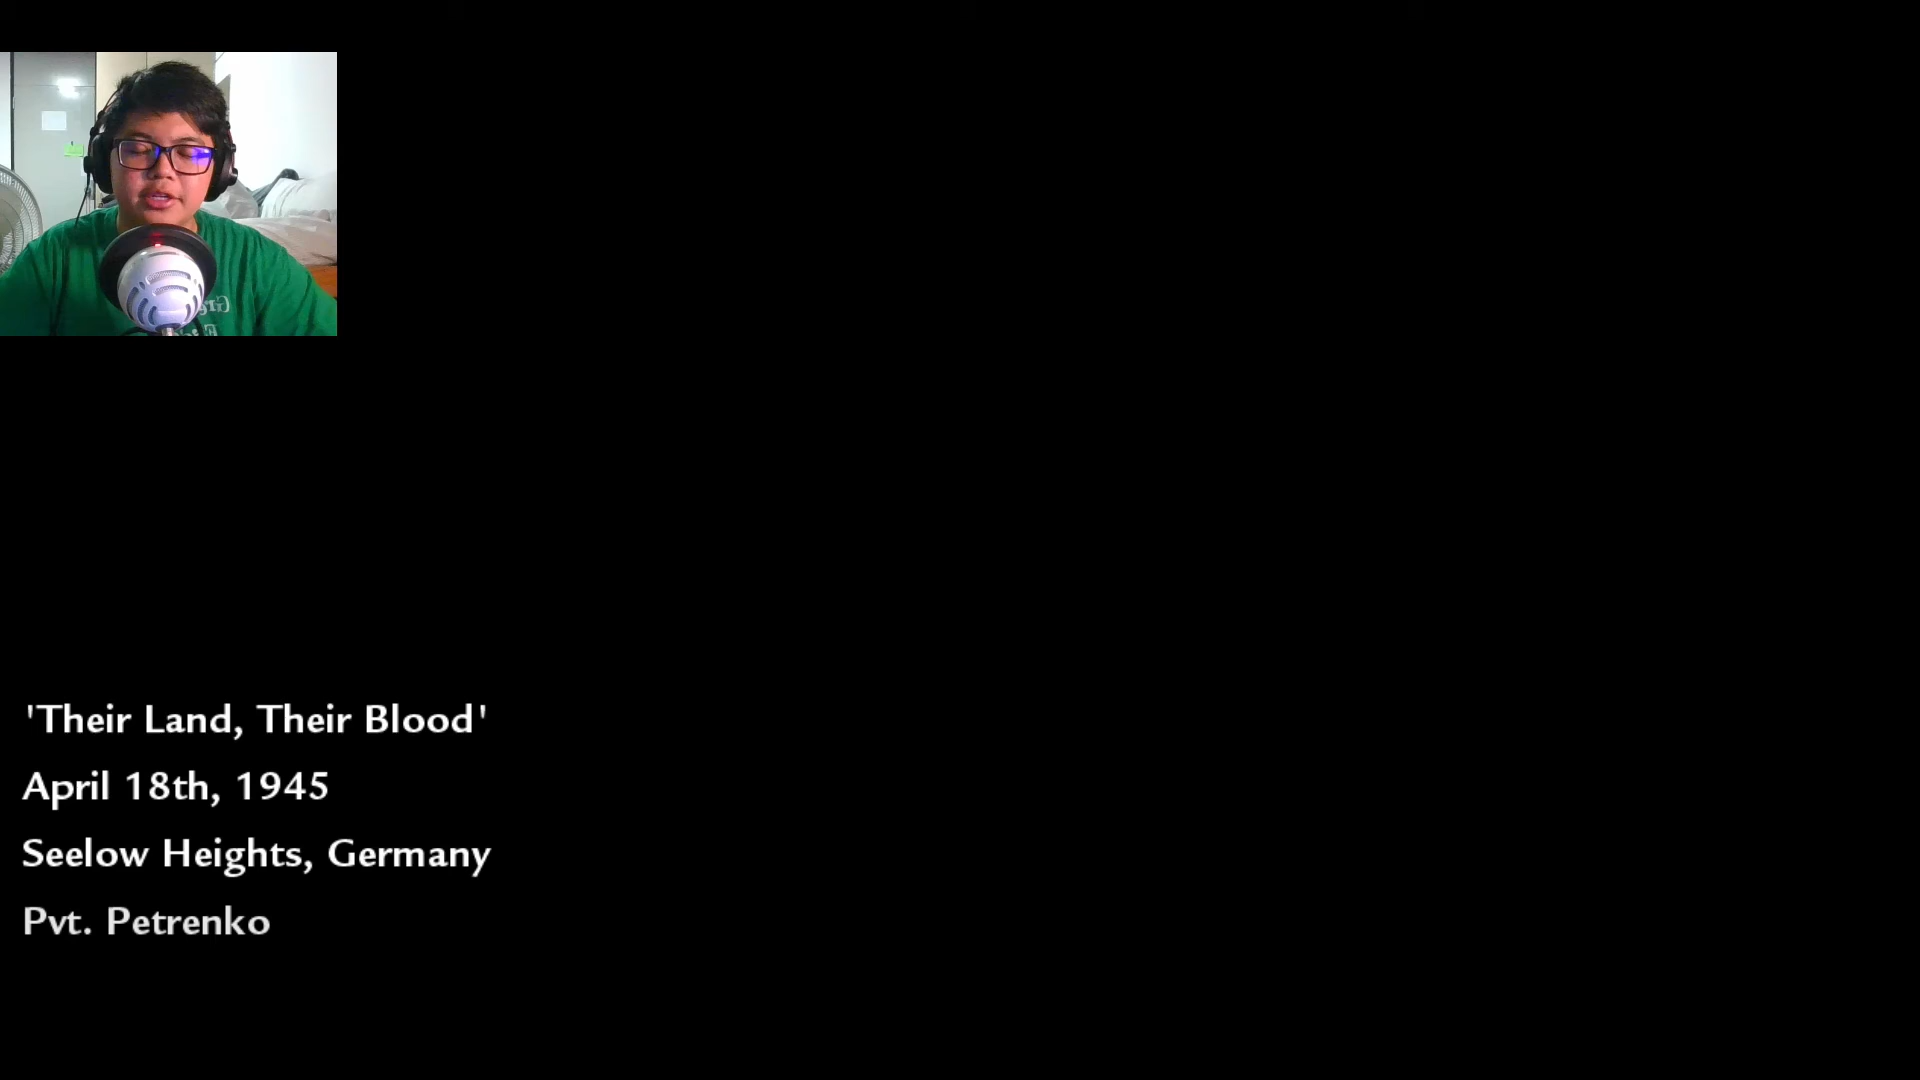 'Their Land, Their Blood'
April 18th, 1945
Seelow Heights, Germany
Pvt. Petrenko